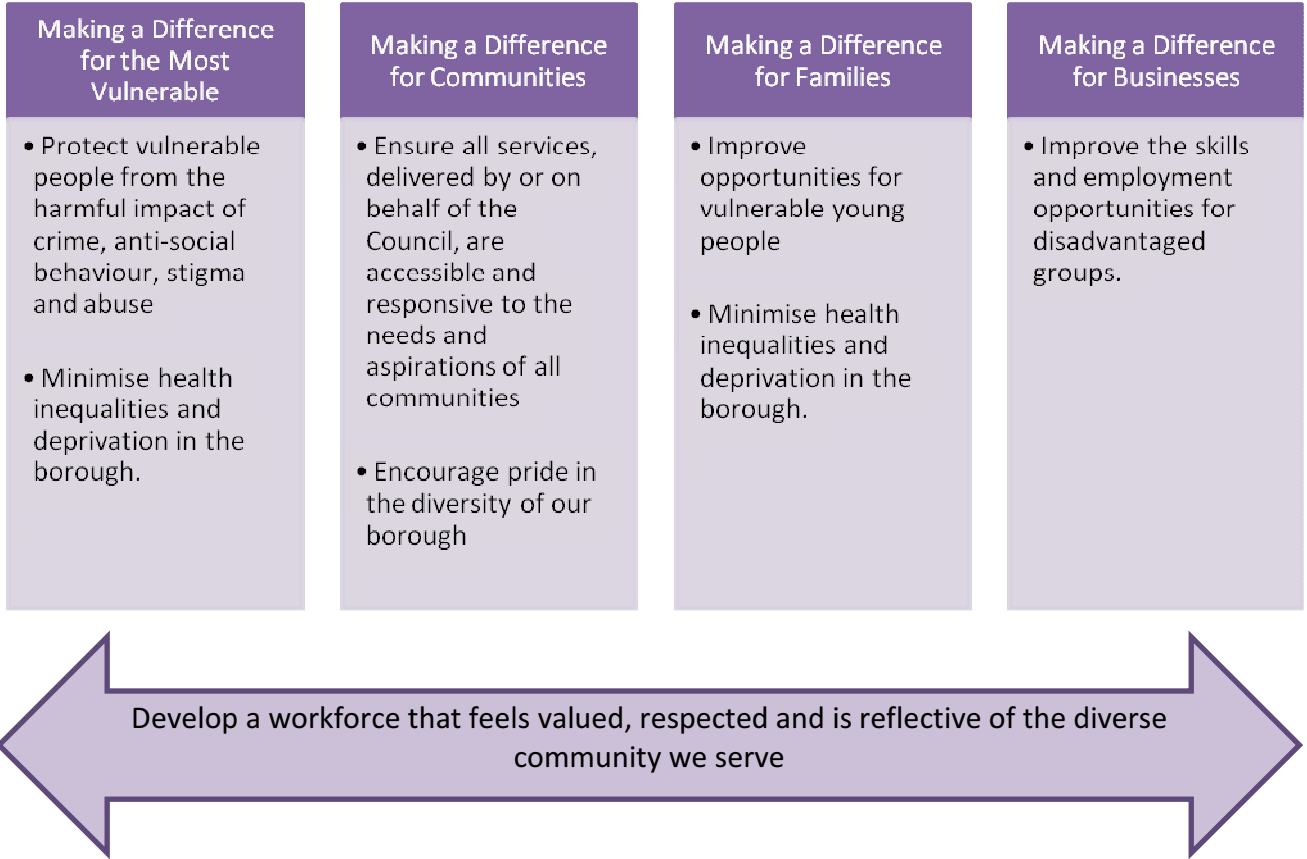 Making a Difference
for the Most
Vulnerable
• Protect vulnerable
people from the
harmful impact of
crime, anti-social
behaviour, stigma
and abuse
• Minimise health
inequalities and
deprivation in the
borough.
Making a Difference
for Communities
• Ensure all services,
delivered by or on
behalf of the
Council, are
accessible and
responsive to the
needs and
aspirations of all
communities
• Encourage pride in
the diversity of our
borough
Making a Difference
for Families
• Improve
opportunities for
vulnerable young
people
• Minimise health
inequalities and
deprivation in the
borough.
Making a Difference
for Businesses
• Improve the skills
and employment
opportunities for
disadvantaged
groups.
Develop a workforce that feels valued, respected and is reflective of the diverse
community we serve